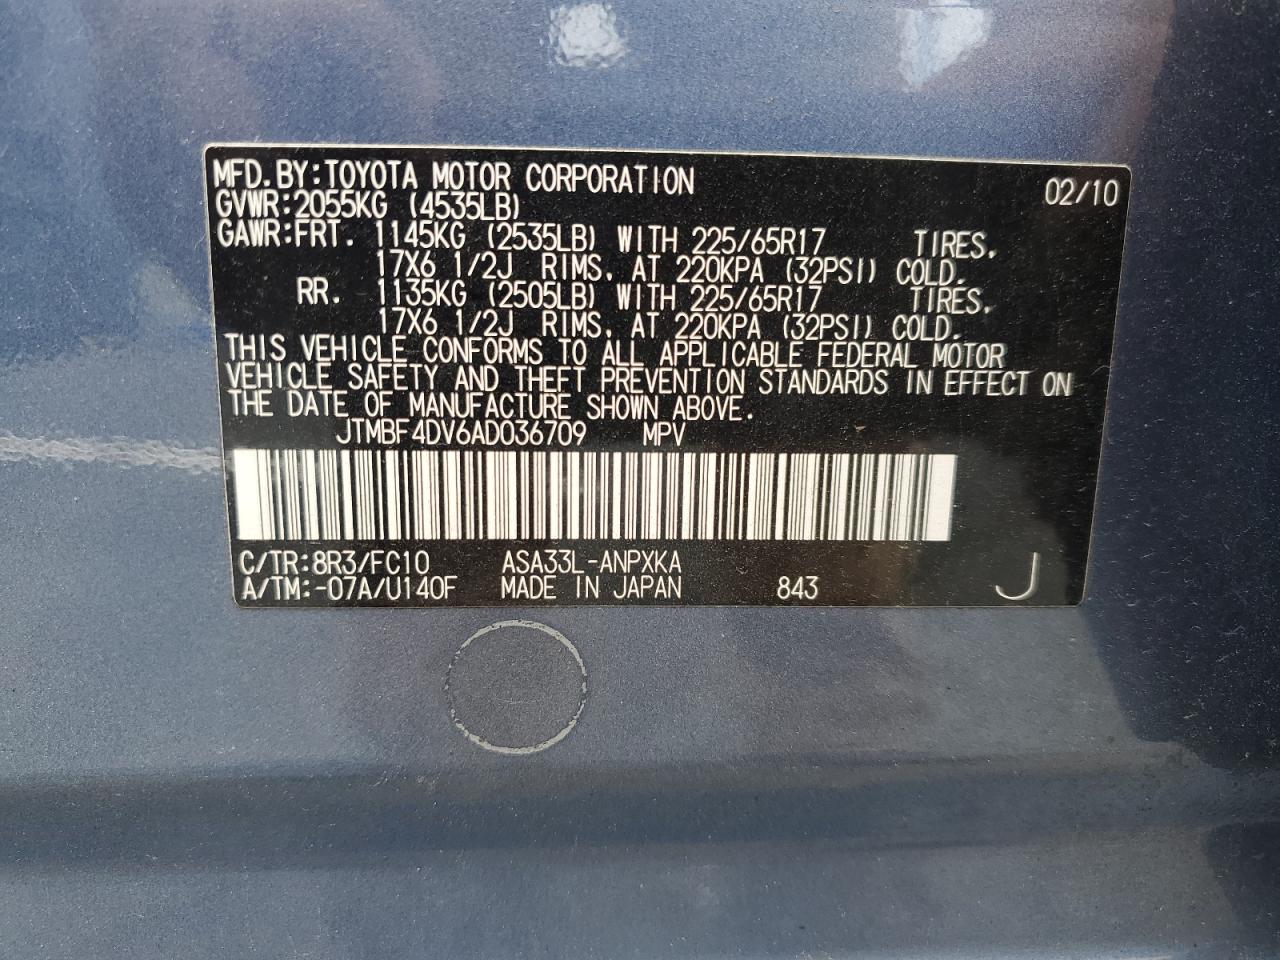 MFD.BY:TOYOTA MOTOR CORPORATION 02/10
GVWR:2055KG (4535LB)
GAWR:FRT. 1145KG (2535LB) WITH 225/65R17 TIRES,
17X6 1/2J RIMS, AT 220KPA (32PSI) COLD.
RR. 1135KG (2505LB) WITH 225/65R17 TIRES,
17X6 1/2J RIMS, AT 220KPA (32PSI) COLD.
THIS VEHICLE CONFORMS TO ALL APPLICABLE FEDERAL MOTOR
VEHICLE SAFETY AND THEFT PREVENTION STANDARDS IN EFFECT ON
THE DATE OF MANUFACTURE SHOWN ABOVE.
JTMBF4DV6AD036709 MPV
C/TR:8R3/FC10 ASA33L-ANPXKA
A/TM:-07A/U140F MADE IN JAPAN 843 J